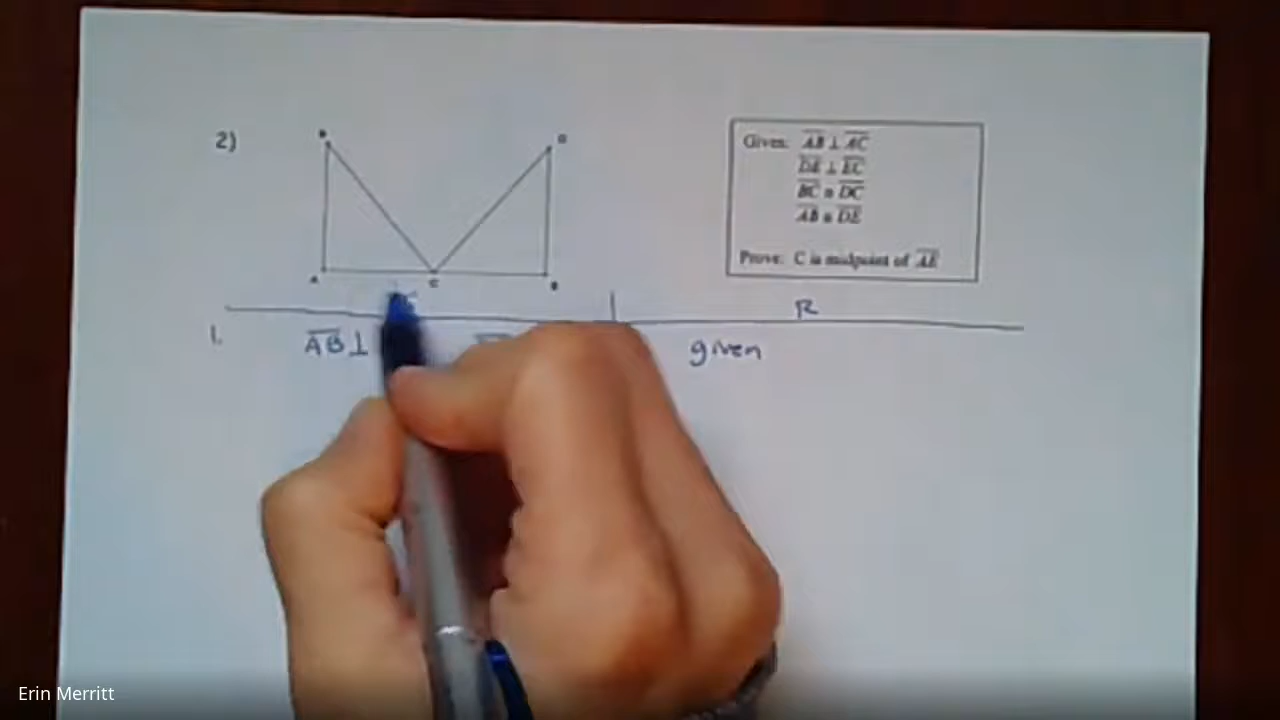 2)
B
D
A
C
E
Given: AB ⊥ AC
DE ⊥ EC
BC ≅ DC
AB ≅ DE
Prove: C is midpoint of AE
R
1. AB ⊥
given
Erin Merritt